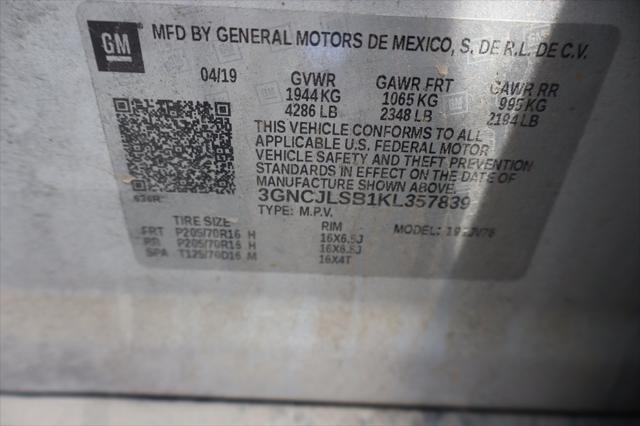 GM MFD BY GENERAL MOTORS DE MEXICO, S. DE R.L. DE C.V.
04/19 GVWR GAWR FRT GAWR RR
1944 KG 1065 KG 995 KG
4286 LB 2348 LB 2194 LB
THIS VEHICLE CONFORMS TO ALL
APPLICABLE U.S. FEDERAL MOTOR
VEHICLE SAFETY AND THEFT PREVENTION
STANDARDS IN EFFECT ON THE DATE OF
MANUFACTURE SHOWN ABOVE.
3GNCJLSB1KL357839
TYPE: M.P.V. MODEL:
TIRE SIZE RIM
FRT P205/70R16 H 16X6.5J
RR P205/70R16 H 16X6.5J
SPA T125/70D16 M 16X4T